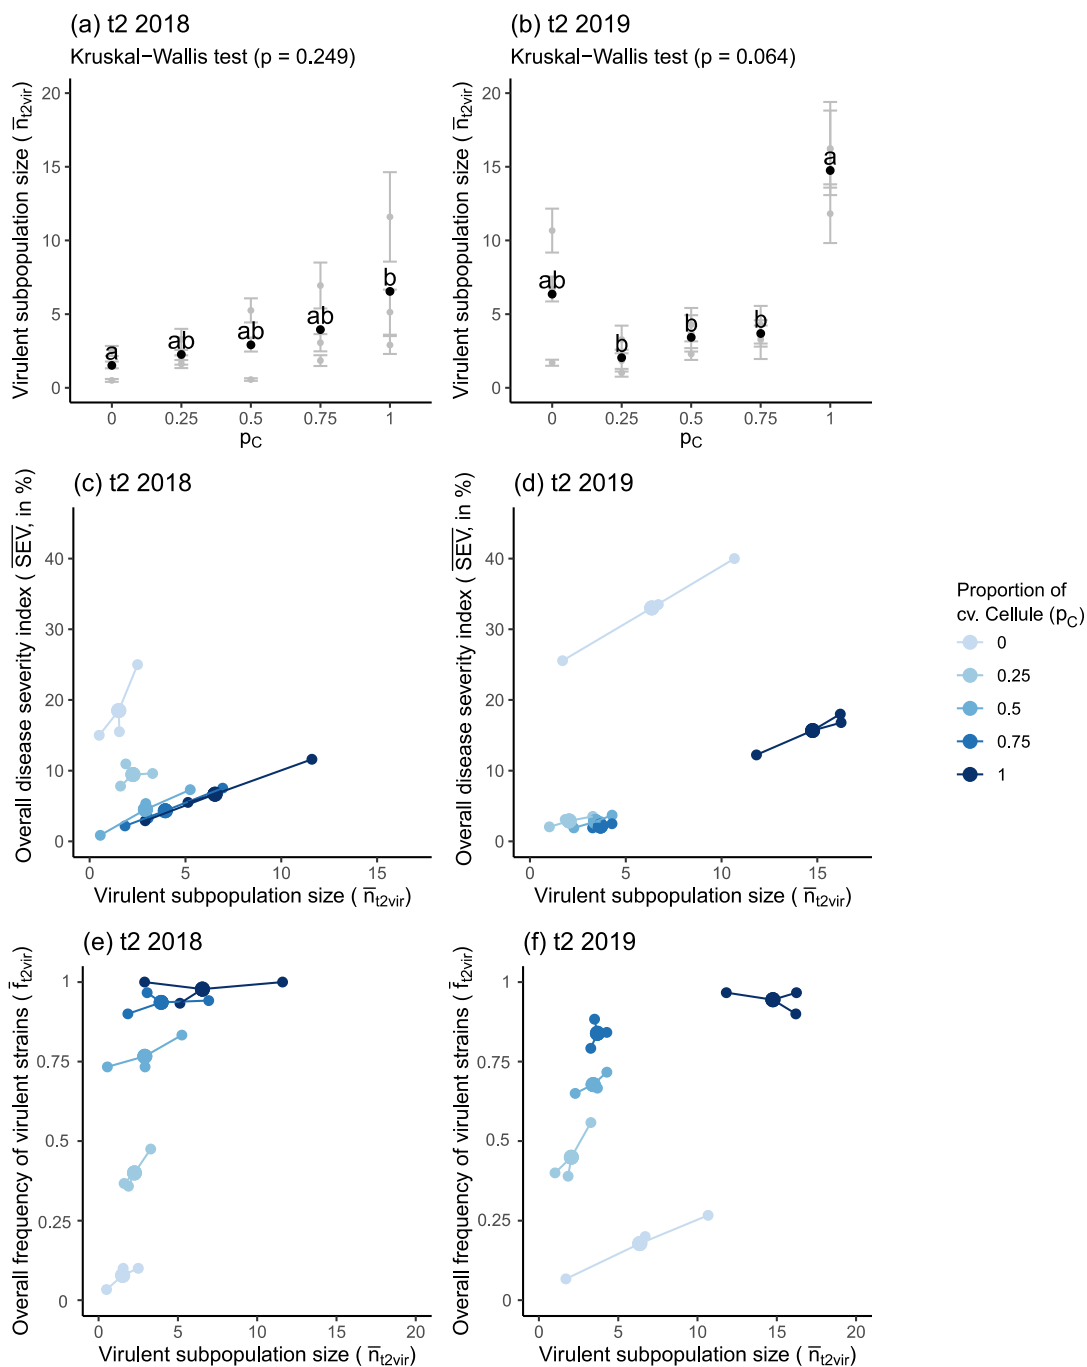 (a) t2 2018
Kruskal−Wallis test (p = 0.249)
Virulent subpopulation size ( n̅t2vir)
20
15
10
5
0
a
ab
ab
ab
b
0 0.25 0.5 0.75 1
pC
(b) t2 2019
Kruskal−Wallis test (p = 0.064)
Virulent subpopulation size ( n̅t2vir)
20
15
10
5
0
ab
b
b
b
a
0 0.25 0.5 0.75 1
pC
(c) t2 2018
Overall disease severity index ( SEV, in %)
40
30
20
10
0
0 5 10 15
Virulent subpopulation size ( n̅t2vir)
(d) t2 2019
Overall disease severity index ( SEV, in %)
40
30
20
10
0
0 5 10 15
Virulent subpopulation size ( n̅t2vir)
Proportion of
cv. Cellule (pC)
0
0.25
0.5
0.75
1
(e) t2 2018
Overall frequency of virulent strains ( f̅t2vir)
1
0.75
0.5
0.25
0
0 5 10 15 20
Virulent subpopulation size ( n̅t2vir)
(f) t2 2019
Overall frequency of virulent strains ( f̅t2vir)
1
0.75
0.5
0.25
0
0 5 10 15 20
Virulent subpopulation size ( n̅t2vir)